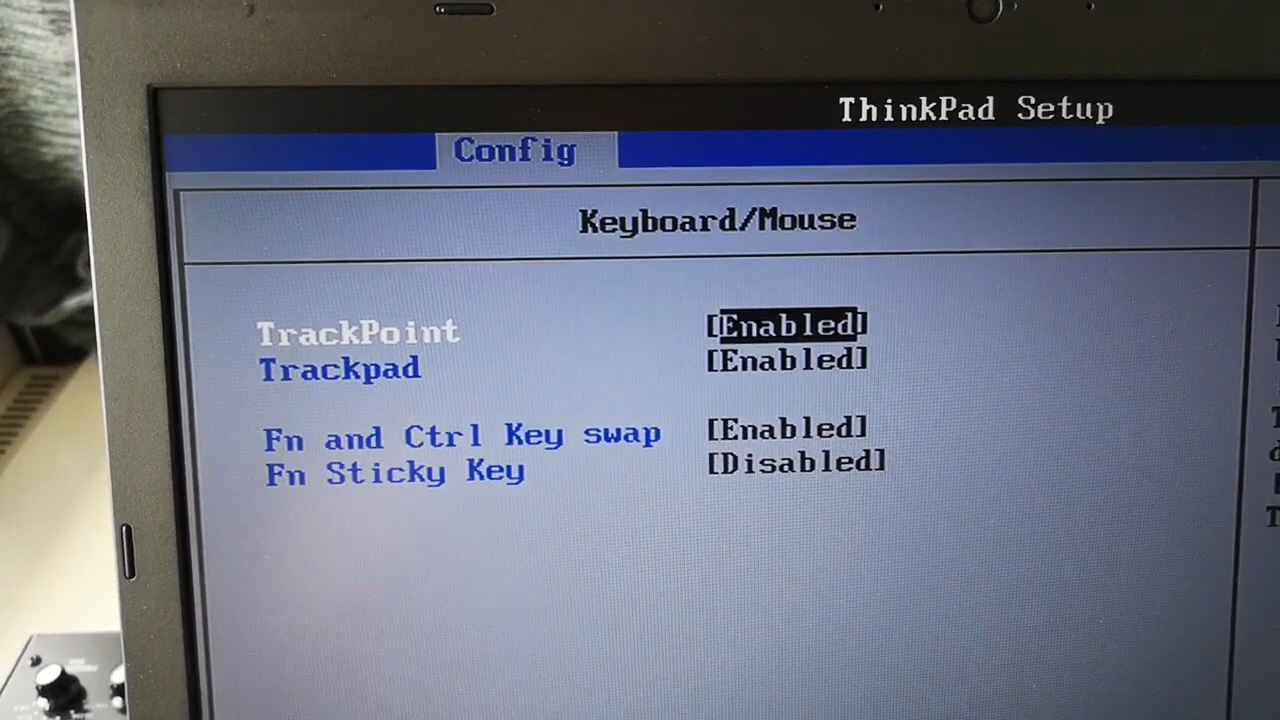 ThinkPad Setup
Config
Keyboard/Mouse
TrackPoint [Enabled]
Trackpad [Enabled]
Fn and Ctrl Key swap [Enabled]
Fn Sticky Key [Disabled]